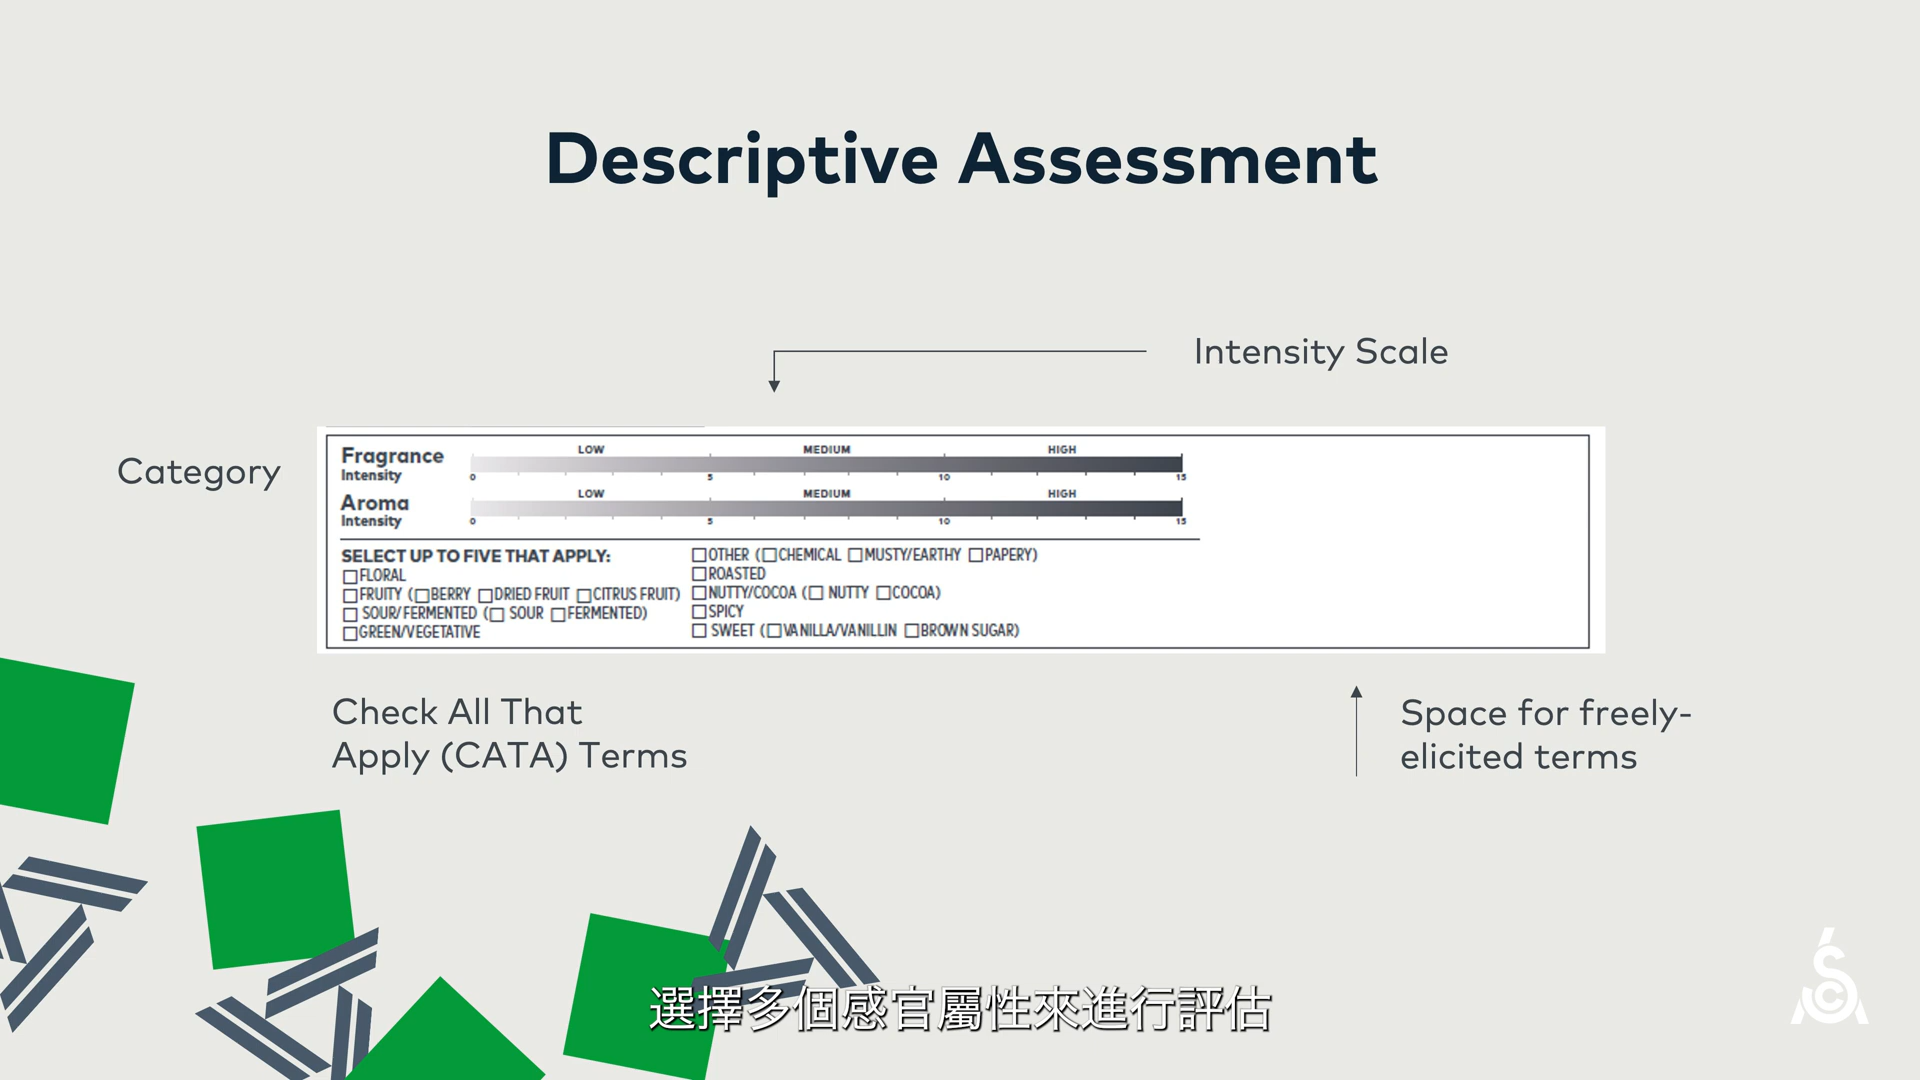 Descriptive Assessment
Intensity Scale
Category
Fragrance
Intensity
LOW MEDIUM HIGH
0 5 10 15
Aroma
Intensity
LOW MEDIUM HIGH
0 5 10 15
SELECT UP TO FIVE THAT APPLY:
☐FLORAL
☐FRUITY (☐BERRY ☐DRIED FRUIT ☐CITRUS FRUIT)
☐ SOUR/FERMENTED (☐ SOUR ☐FERMENTED)
☐GREEN/VEGETATIVE
☐OTHER (☐CHEMICAL ☐MUSTY/EARTHY ☐PAPERY)
☐ROASTED
☐NUTTY/COCOA (☐ NUTTY ☐COCOA)
☐SPICY
☐ SWEET (☐VANILLA/VANILLIN ☐BROWN SUGAR)
Check All That
Apply (CATA) Terms
Space for freely-
elicited terms
選擇多個感官屬性來進行評估
SCA